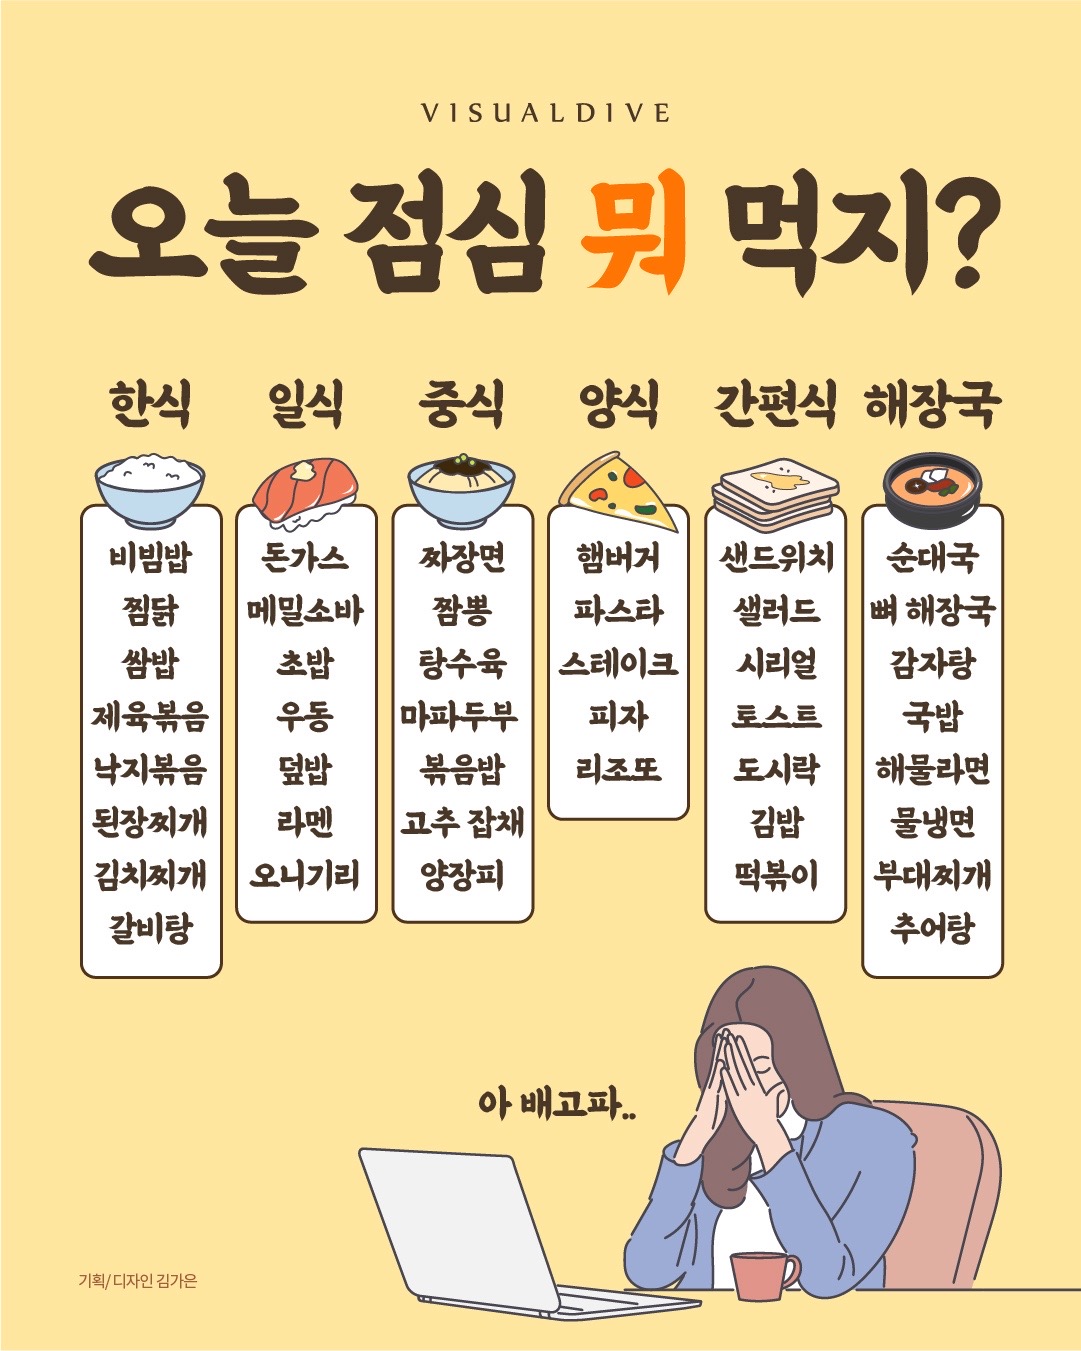 VISUALDIVE
오늘 점심 뭐 먹지?
한식
비빔밥
찜닭
쌈밥
제육볶음
낙지볶음
된장찌개
김치찌개
갈비탕
일식
돈가스
메밀소바
초밥
우동
덮밥
라멘
오니기리
중식
짜장면
짬뽕
탕수육
마파두부
볶음밥
고추 잡채
양장피
양식
햄버거
파스타
스테이크
피자
리조또
간편식
샌드위치
샐러드
시리얼
토스트
도시락
김밥
떡볶이
해장국
순대국
뼈 해장국
감자탕
국밥
해물라면
물냉면
부대찌개
추어탕
아 배고파..
기획/ 디자인 김가은